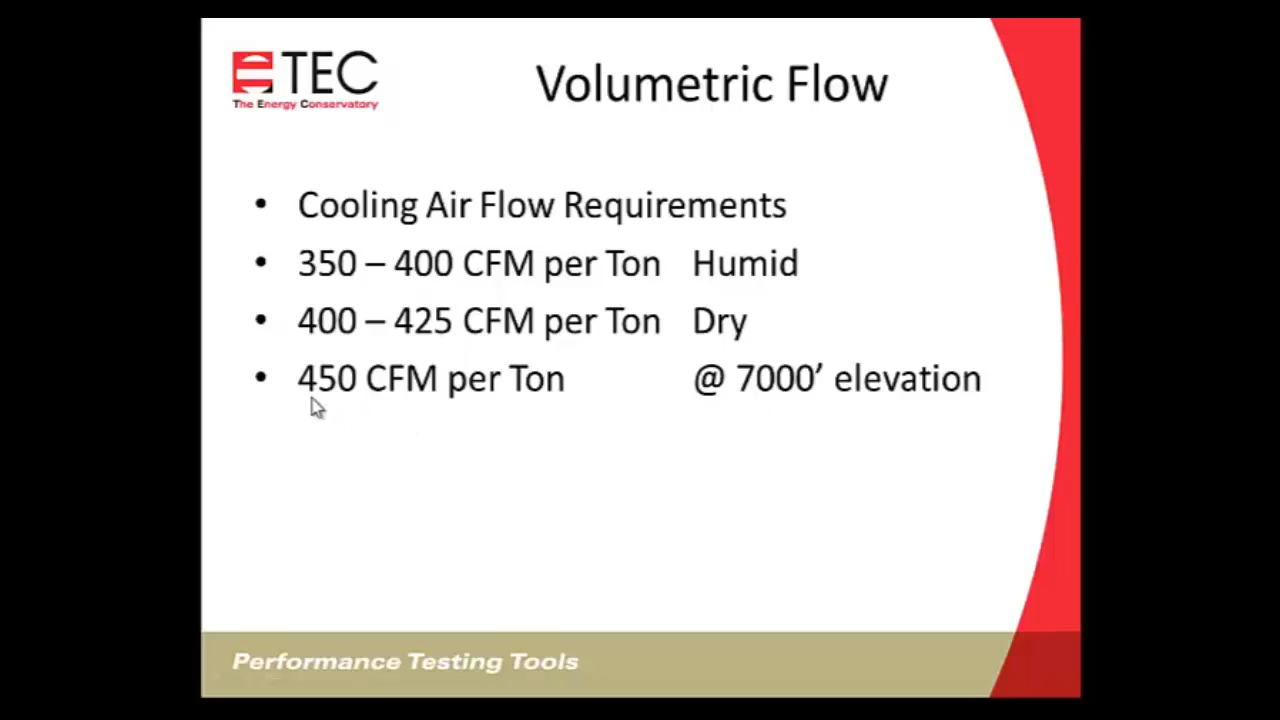 TEC
The Energy Conservatory
Volumetric Flow
• Cooling Air Flow Requirements
• 350 – 400 CFM per Ton Humid
• 400 – 425 CFM per Ton Dry
• 450 CFM per Ton @ 7000’ elevation
Performance Testing Tools